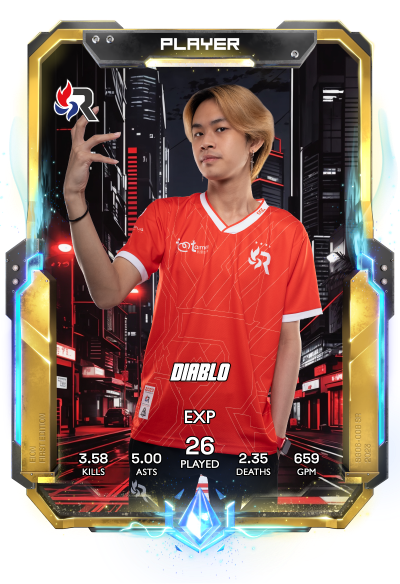 PLAYER
R
DIABLO
EXP
26
PLAYED
3.58
KILLS
5.00
ASTS
2.35
DEATHS
659
GPM